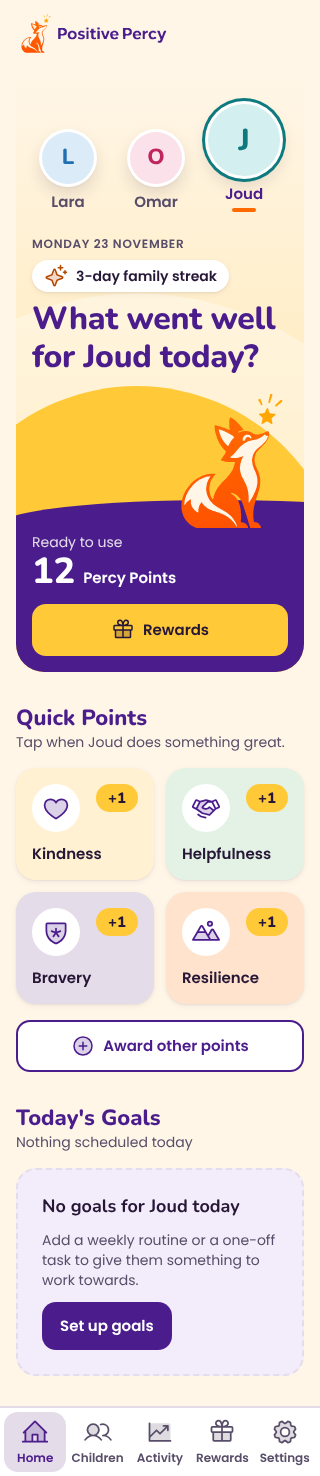 Positive Percy
L
O
J
Lara
Omar
Joud
MONDAY 23 NOVEMBER
3-day family streak
What went well
for Joud today?
Ready to use
12 Percy Points
Rewards
Quick Points
Tap when Joud does something great.
+1
Kindness
+1
Helpfulness
+1
Bravery
+1
Resilience
Award other points
Today's Goals
Nothing scheduled today
No goals for Joud today
Add a weekly routine or a one-off
task to give them something to
work towards.
Set up goals
Home
Children
Activity
Rewards
Settings